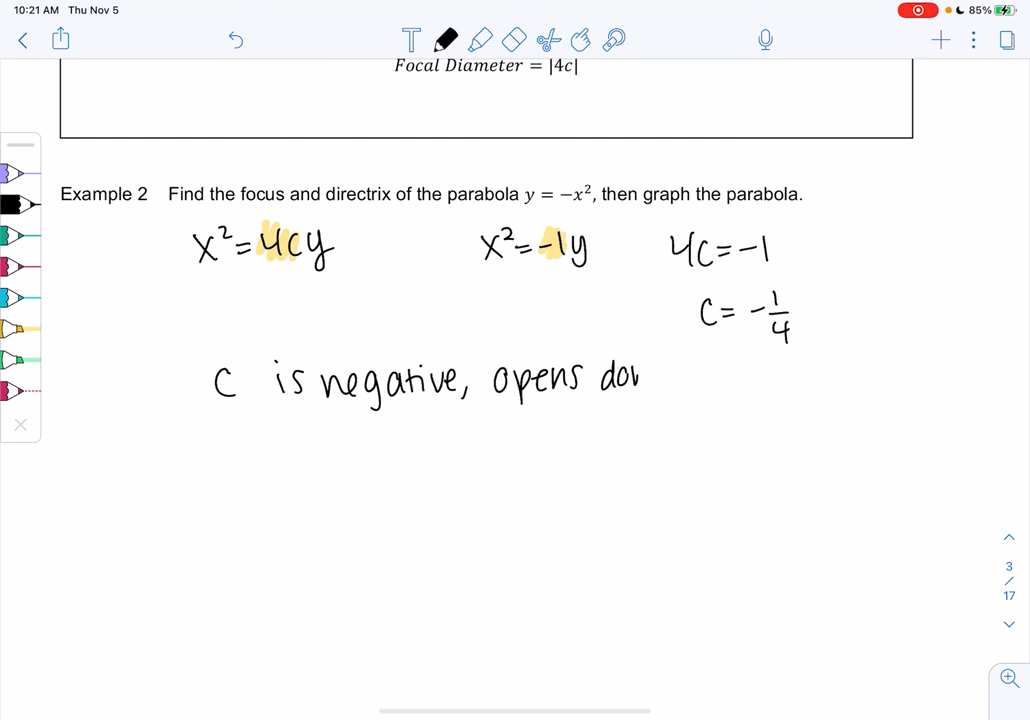 10:21 AM Thu Nov 5 85%
Focal Diameter = |4c|
Example 2 Find the focus and directrix of the parabola y = −x², then graph the parabola.
x² = 4cy x² = -1y 4c = -1
c = -1/4
c is negative, opens dow
3
/
17